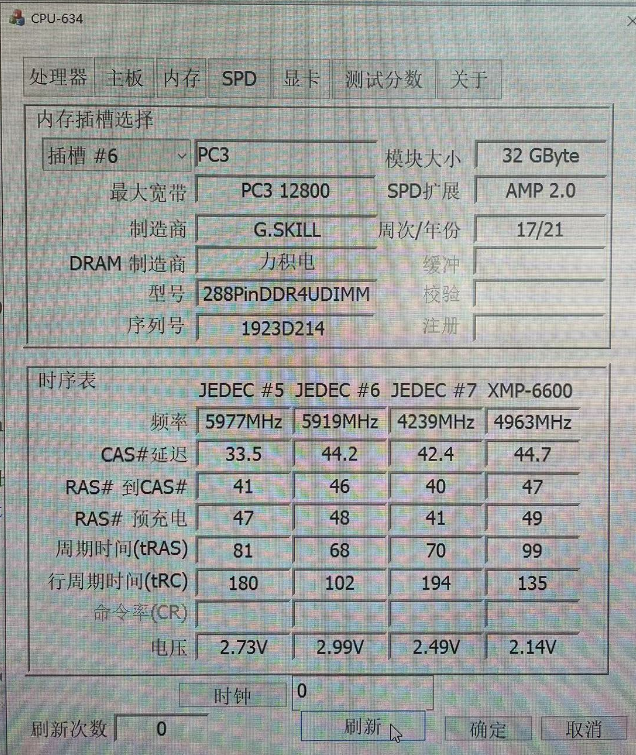 CPU-634
处理器 主板 内存 SPD 显卡 测试分数 关于
内存插槽选择
插槽 #6 PC3 模块大小 32 GByte
最大宽带 PC3 12800 SPD扩展 AMP 2.0
制造商 G.SKILL 周次/年份 17/21
DRAM 制造商 力积电 缓冲
型号 288PinDDR4UDIMM 校验
序列号 1923D214 注册
时序表
JEDEC #5 JEDEC #6 JEDEC #7 XMP-6600
频率 5977MHz 5919MHz 4239MHz 4963MHz
CAS#延迟 33.5 44.2 42.4 44.7
RAS# 到CAS# 41 46 40 47
RAS# 预充电 47 48 41 49
周期时间(tRAS) 81 68 70 99
行周期时间(tRC) 180 102 194 135
命令率(CR)
电压 2.73V 2.99V 2.49V 2.14V
时钟 0
刷新次数 0 刷新 确定 取消